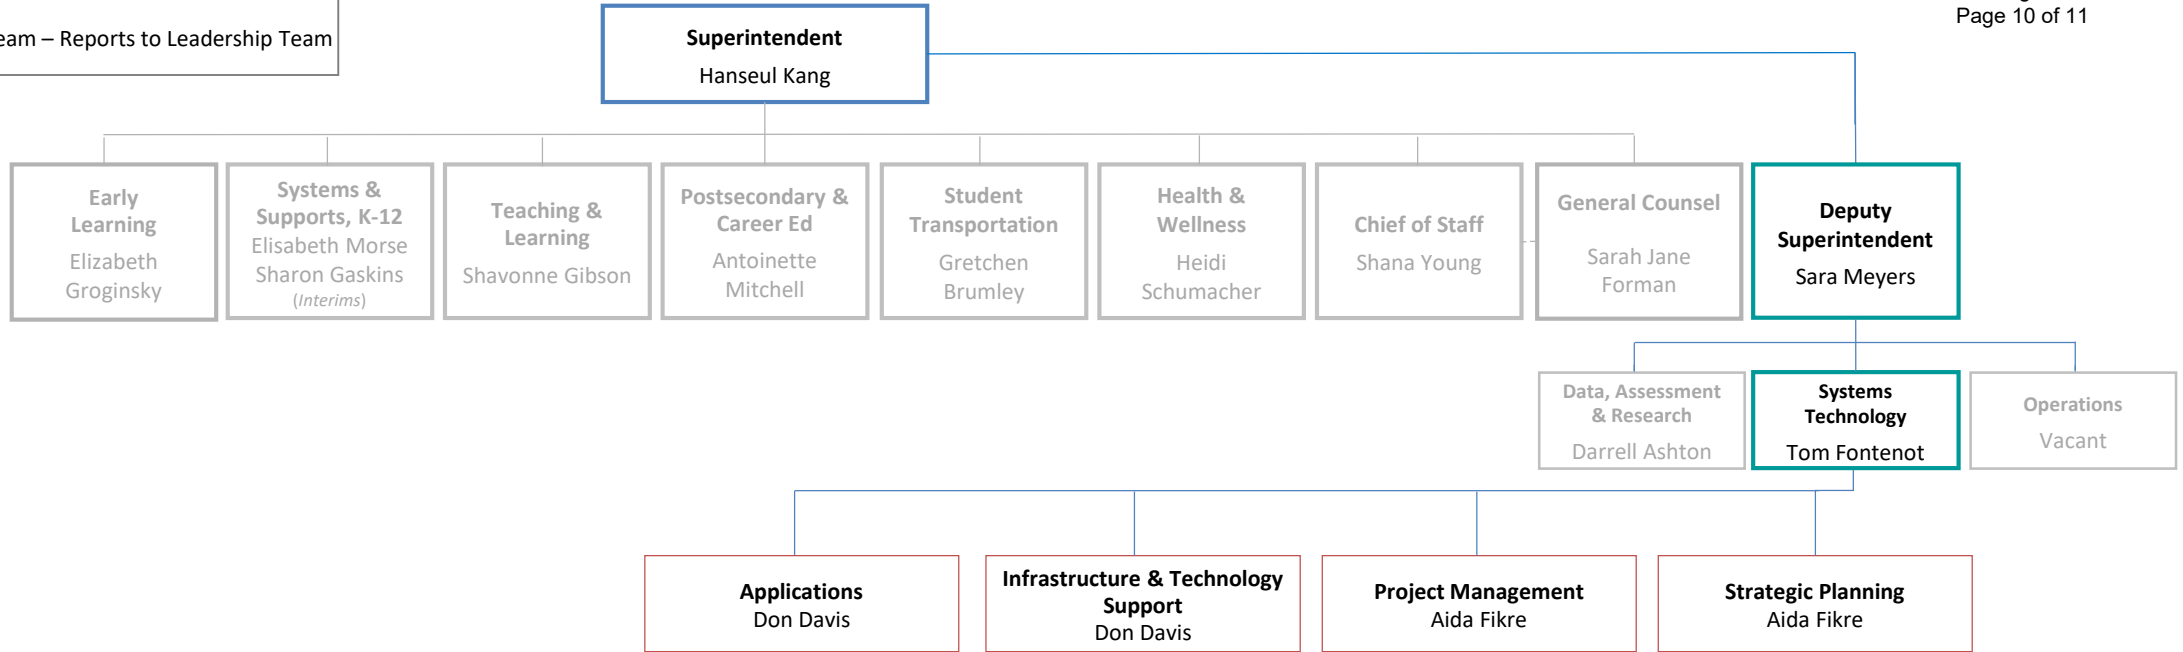 Page 10 of 11
eam – Reports to Leadership Team
Superintendent
Hanseul Kang
Early
Learning
Elizabeth
Groginsky
Systems &
Supports, K-12
Elisabeth Morse
Sharon Gaskins
(Interims)
Teaching &
Learning
Shavonne Gibson
Postsecondary &
Career Ed
Antoinette
Mitchell
Student
Transportation
Gretchen
Brumley
Health &
Wellness
Heidi
Schumacher
Chief of Staff
Shana Young
General Counsel
Sarah Jane
Forman
Deputy
Superintendent
Sara Meyers
Data, Assessment
& Research
Darrell Ashton
Systems
Technology
Tom Fontenot
Operations
Vacant
Applications
Don Davis
Infrastructure & Technology
Support
Don Davis
Project Management
Aida Fikre
Strategic Planning
Aida Fikre